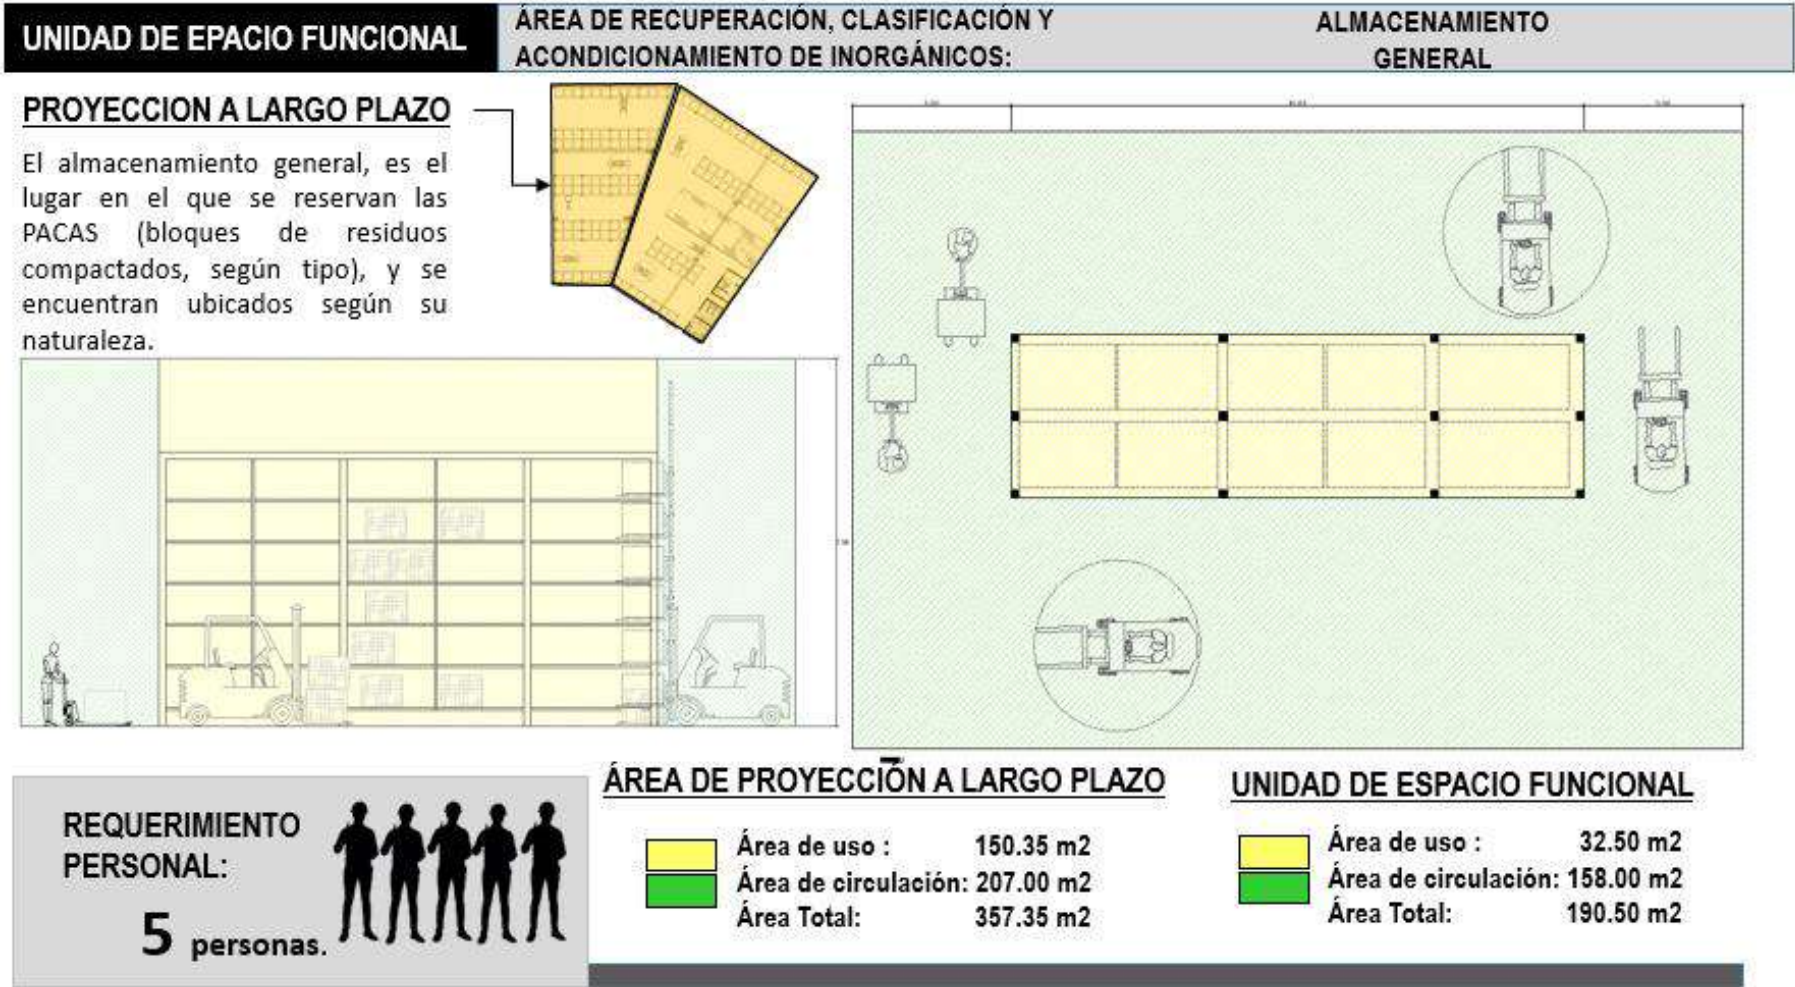 UNIDAD DE EPACIO FUNCIONAL
ÁREA DE RECUPERACIÓN, CLASIFICACIÓN Y
ACONDICIONAMIENTO DE INORGÁNICOS:
ALMACENAMIENTO
GENERAL
PROYECCION A LARGO PLAZO
El almacenamiento general, es el
lugar en el que se reservan las
PACAS (bloques de residuos
compactados, según tipo), y se
encuentran ubicados según su
naturaleza.
REQUERIMIENTO
PERSONAL:
5 personas.
ÁREA DE PROYECCIÓN A LARGO PLAZO
Área de uso : 150.35 m2
Área de circulación: 207.00 m2
Área Total: 357.35 m2
UNIDAD DE ESPACIO FUNCIONAL
Área de uso : 32.50 m2
Área de circulación: 158.00 m2
Área Total: 190.50 m2